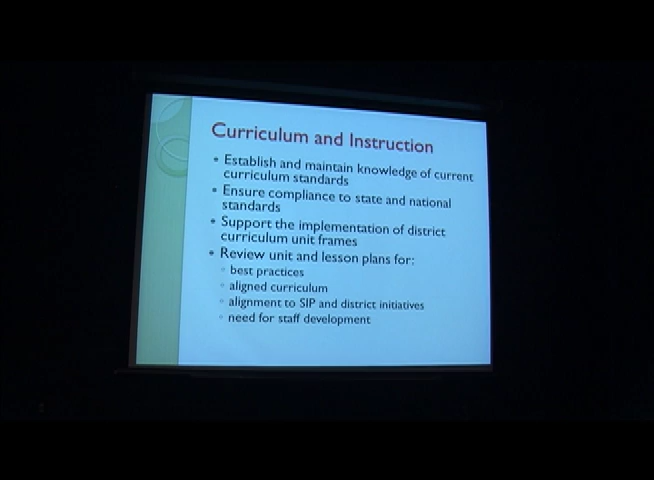 Curriculum and Instruction
• Establish and maintain knowledge of current
curriculum standards
• Ensure compliance to state and national
standards
• Support the implementation of district
curriculum unit frames
• Review unit and lesson plans for:
◦ best practices
◦ aligned curriculum
◦ alignment to SIP and district initiatives
◦ need for staff development